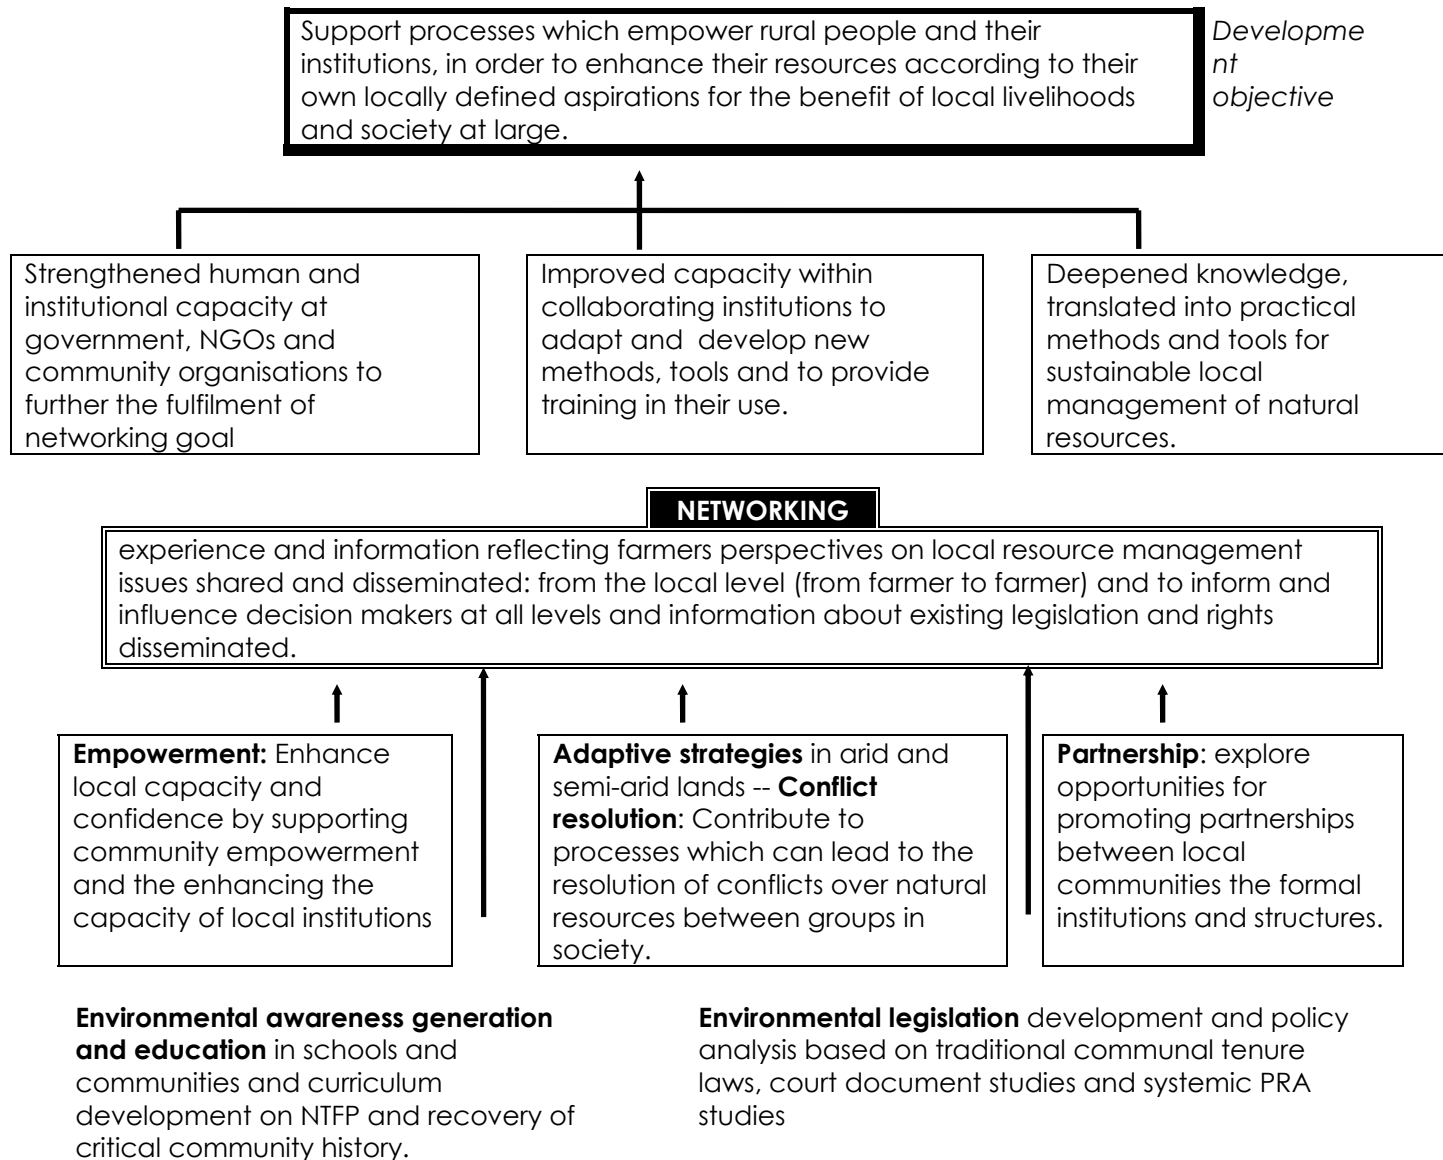 Support processes which empower rural people and their
institutions, in order to enhance their resources according to their
own locally defined aspirations for the benefit of local livelihoods
and society at large.
Developme
nt
objective
Strengthened human and
institutional capacity at
government, NGOs and
community organisations to
further the fulfilment of
networking goal
Improved capacity within
collaborating institutions to
adapt and  develop new
methods, tools and to provide
training in their use.
Deepened knowledge,
translated into practical
methods and tools for
sustainable local
management of natural
resources.
NETWORKING
experience and information reflecting farmers perspectives on local resource management
issues shared and disseminated: from the local level (from farmer to farmer) and to inform and
influence decision makers at all levels and information about existing legislation and rights
disseminated.
Empowerment: Enhance
local capacity and
confidence by supporting
community empowerment
and the enhancing the
capacity of local institutions
Adaptive strategies in arid and
semi-arid lands -- Conflict
resolution: Contribute to
processes which can lead to the
resolution of conflicts over natural
resources between groups in
society.
Partnership: explore
opportunities for
promoting partnerships
between local
communities the formal
institutions and structures.
Environmental awareness generation
and education in schools and
communities and curriculum
development on NTFP and recovery of
critical community history.
Environmental legislation development and policy
analysis based on traditional communal tenure
laws, court document studies and systemic PRA
studies